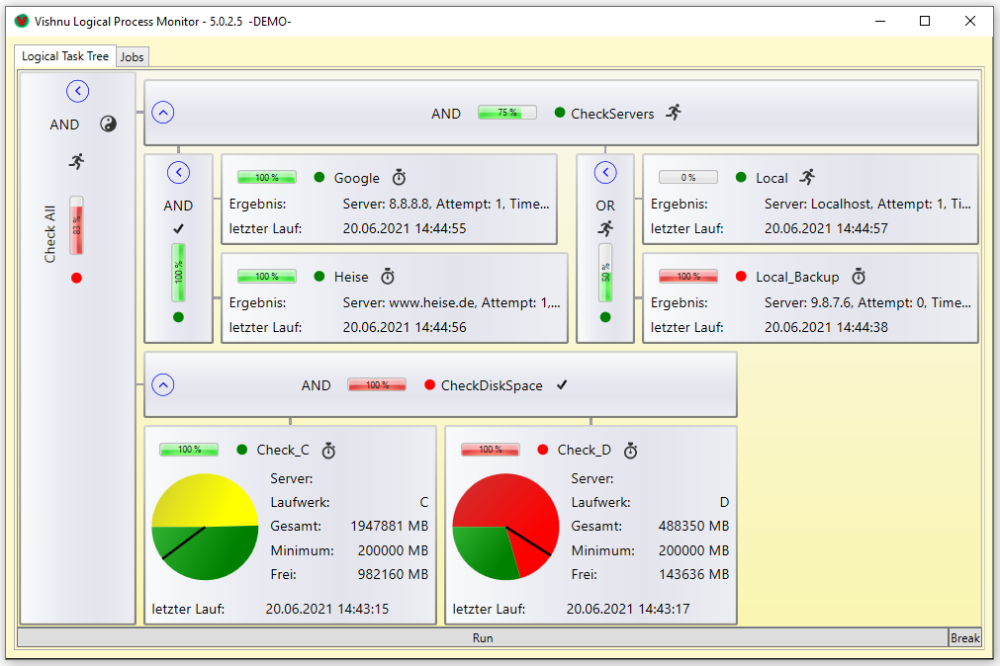 Vishnu Logical Process Monitor - 5.0.2.5 -DEMO-
Logical Task Tree
Jobs
AND
Check All
83 %
AND
75 %
CheckServers
AND
100 %
100 %
Google
Ergebnis: Server: 8.8.8.8, Attempt: 1, Time...
letzter Lauf: 20.06.2021 14:44:55
100 %
Heise
Ergebnis: Server: www.heise.de, Attempt: 1,...
letzter Lauf: 20.06.2021 14:44:56
OR
50 %
0 %
Local
Ergebnis: Server: Localhost, Attempt: 1, Ti...
letzter Lauf: 20.06.2021 14:44:57
100 %
Local_Backup
Ergebnis: Server: 9.8.7.6, Attempt: 0, Time...
letzter Lauf: 20.06.2021 14:44:38
AND
100 %
CheckDiskSpace
100 %
Check_C
Server:
Laufwerk: C
Gesamt: 1947881 MB
Minimum: 200000 MB
Frei: 982160 MB
letzter Lauf: 20.06.2021 14:43:15
100 %
Check_D
Server:
Laufwerk: D
Gesamt: 488350 MB
Minimum: 200000 MB
Frei: 143636 MB
letzter Lauf: 20.06.2021 14:43:17
Run
Break